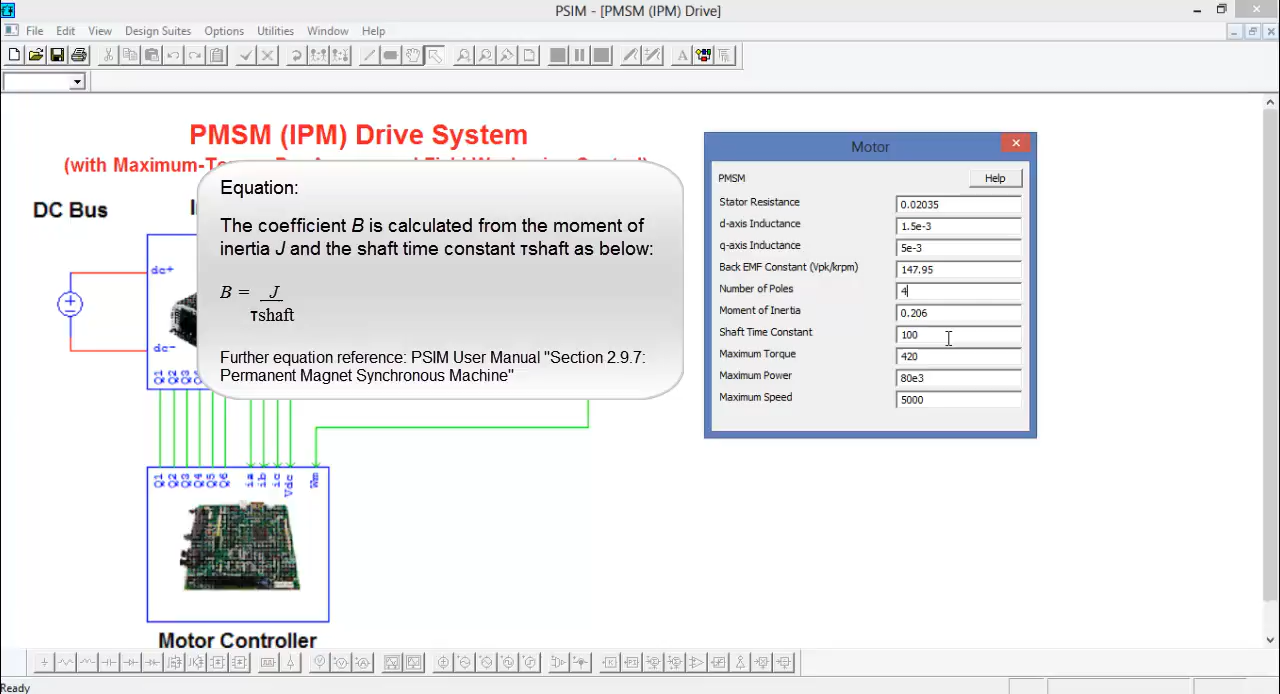 PSIM - [PMSM (IPM) Drive]
File Edit View Design Suites Options Utilities Window Help
PMSM (IPM) Drive System
(with Maximum-To
DC Bus
dc+
dc-
Q1 Q2 Q3
Equation:
The coefficient B is calculated from the moment of
inertia J and the shaft time constant τshaft as below:
B = J
τshaft
Further equation reference: PSIM User Manual "Section 2.9.7:
Permanent Magnet Synchronous Machine"
Q1 Q2 Q3 Q4 Q5 Q6 ia ib ic Vdc Wm
Motor Controller
Motor
PMSM
Help
Stator Resistance 0.02035
d-axis Inductance 1.5e-3
q-axis Inductance 5e-3
Back EMF Constant (Vpk/krpm) 147.95
Number of Poles 4
Moment of Inertia 0.206
Shaft Time Constant 100
Maximum Torque 420
Maximum Power 80e3
Maximum Speed 5000
Ready